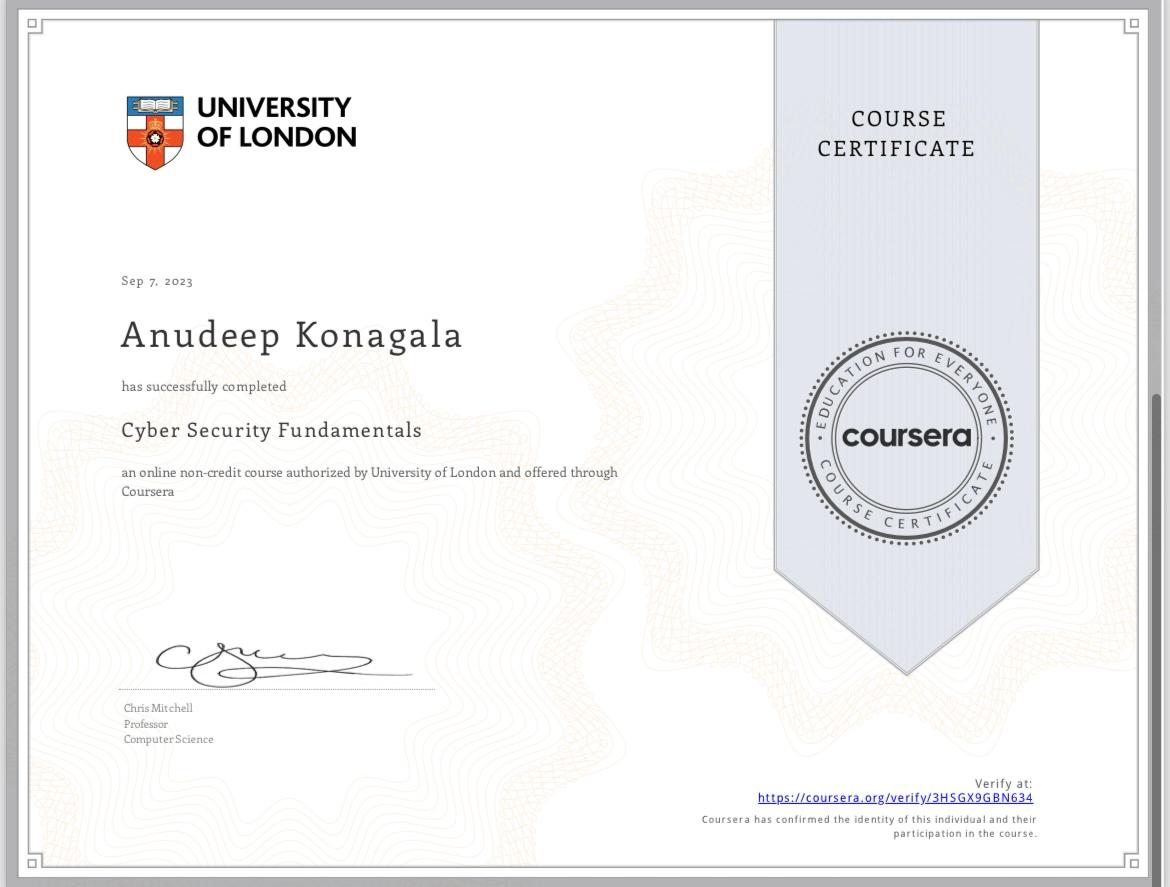 UNIVERSITY
OF LONDON
COURSE
CERTIFICATE
Sep 7, 2023
Anudeep Konagala
has successfully completed
Cyber Security Fundamentals
an online non-credit course authorized by University of London and offered through
Coursera
EDUCATION FOR EVERYONE
coursera
COURSE CERTIFICATE
Chris Mitchell
Professor
Computer Science
Verify at:
https://coursera.org/verify/3HSGX9GBN634
Coursera has confirmed the identity of this individual and their
participation in the course.